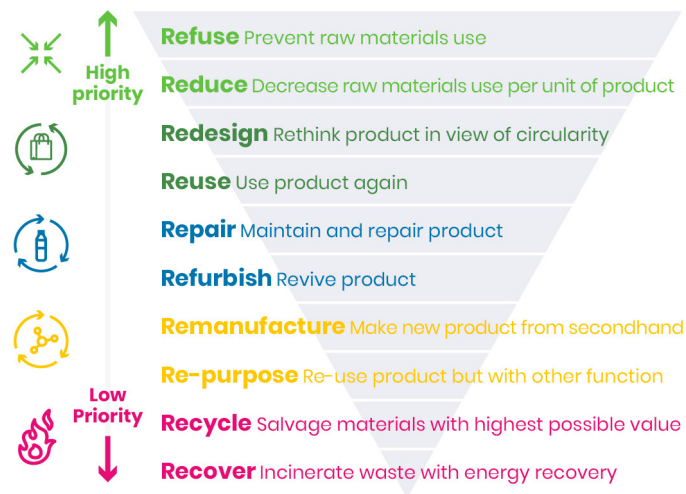 Refuse Prevent raw materials use
High
priority
Reduce Decrease raw materials use per unit of product
Redesign Rethink product in view of circularity
Reuse Use product again
Repair Maintain and repair product
Refurbish Revive product
Remanufacture Make new product from secondhand
Re-purpose Re-use product but with other function
Low
Priority
Recycle Salvage materials with highest possible value
Recover Incinerate waste with energy recovery